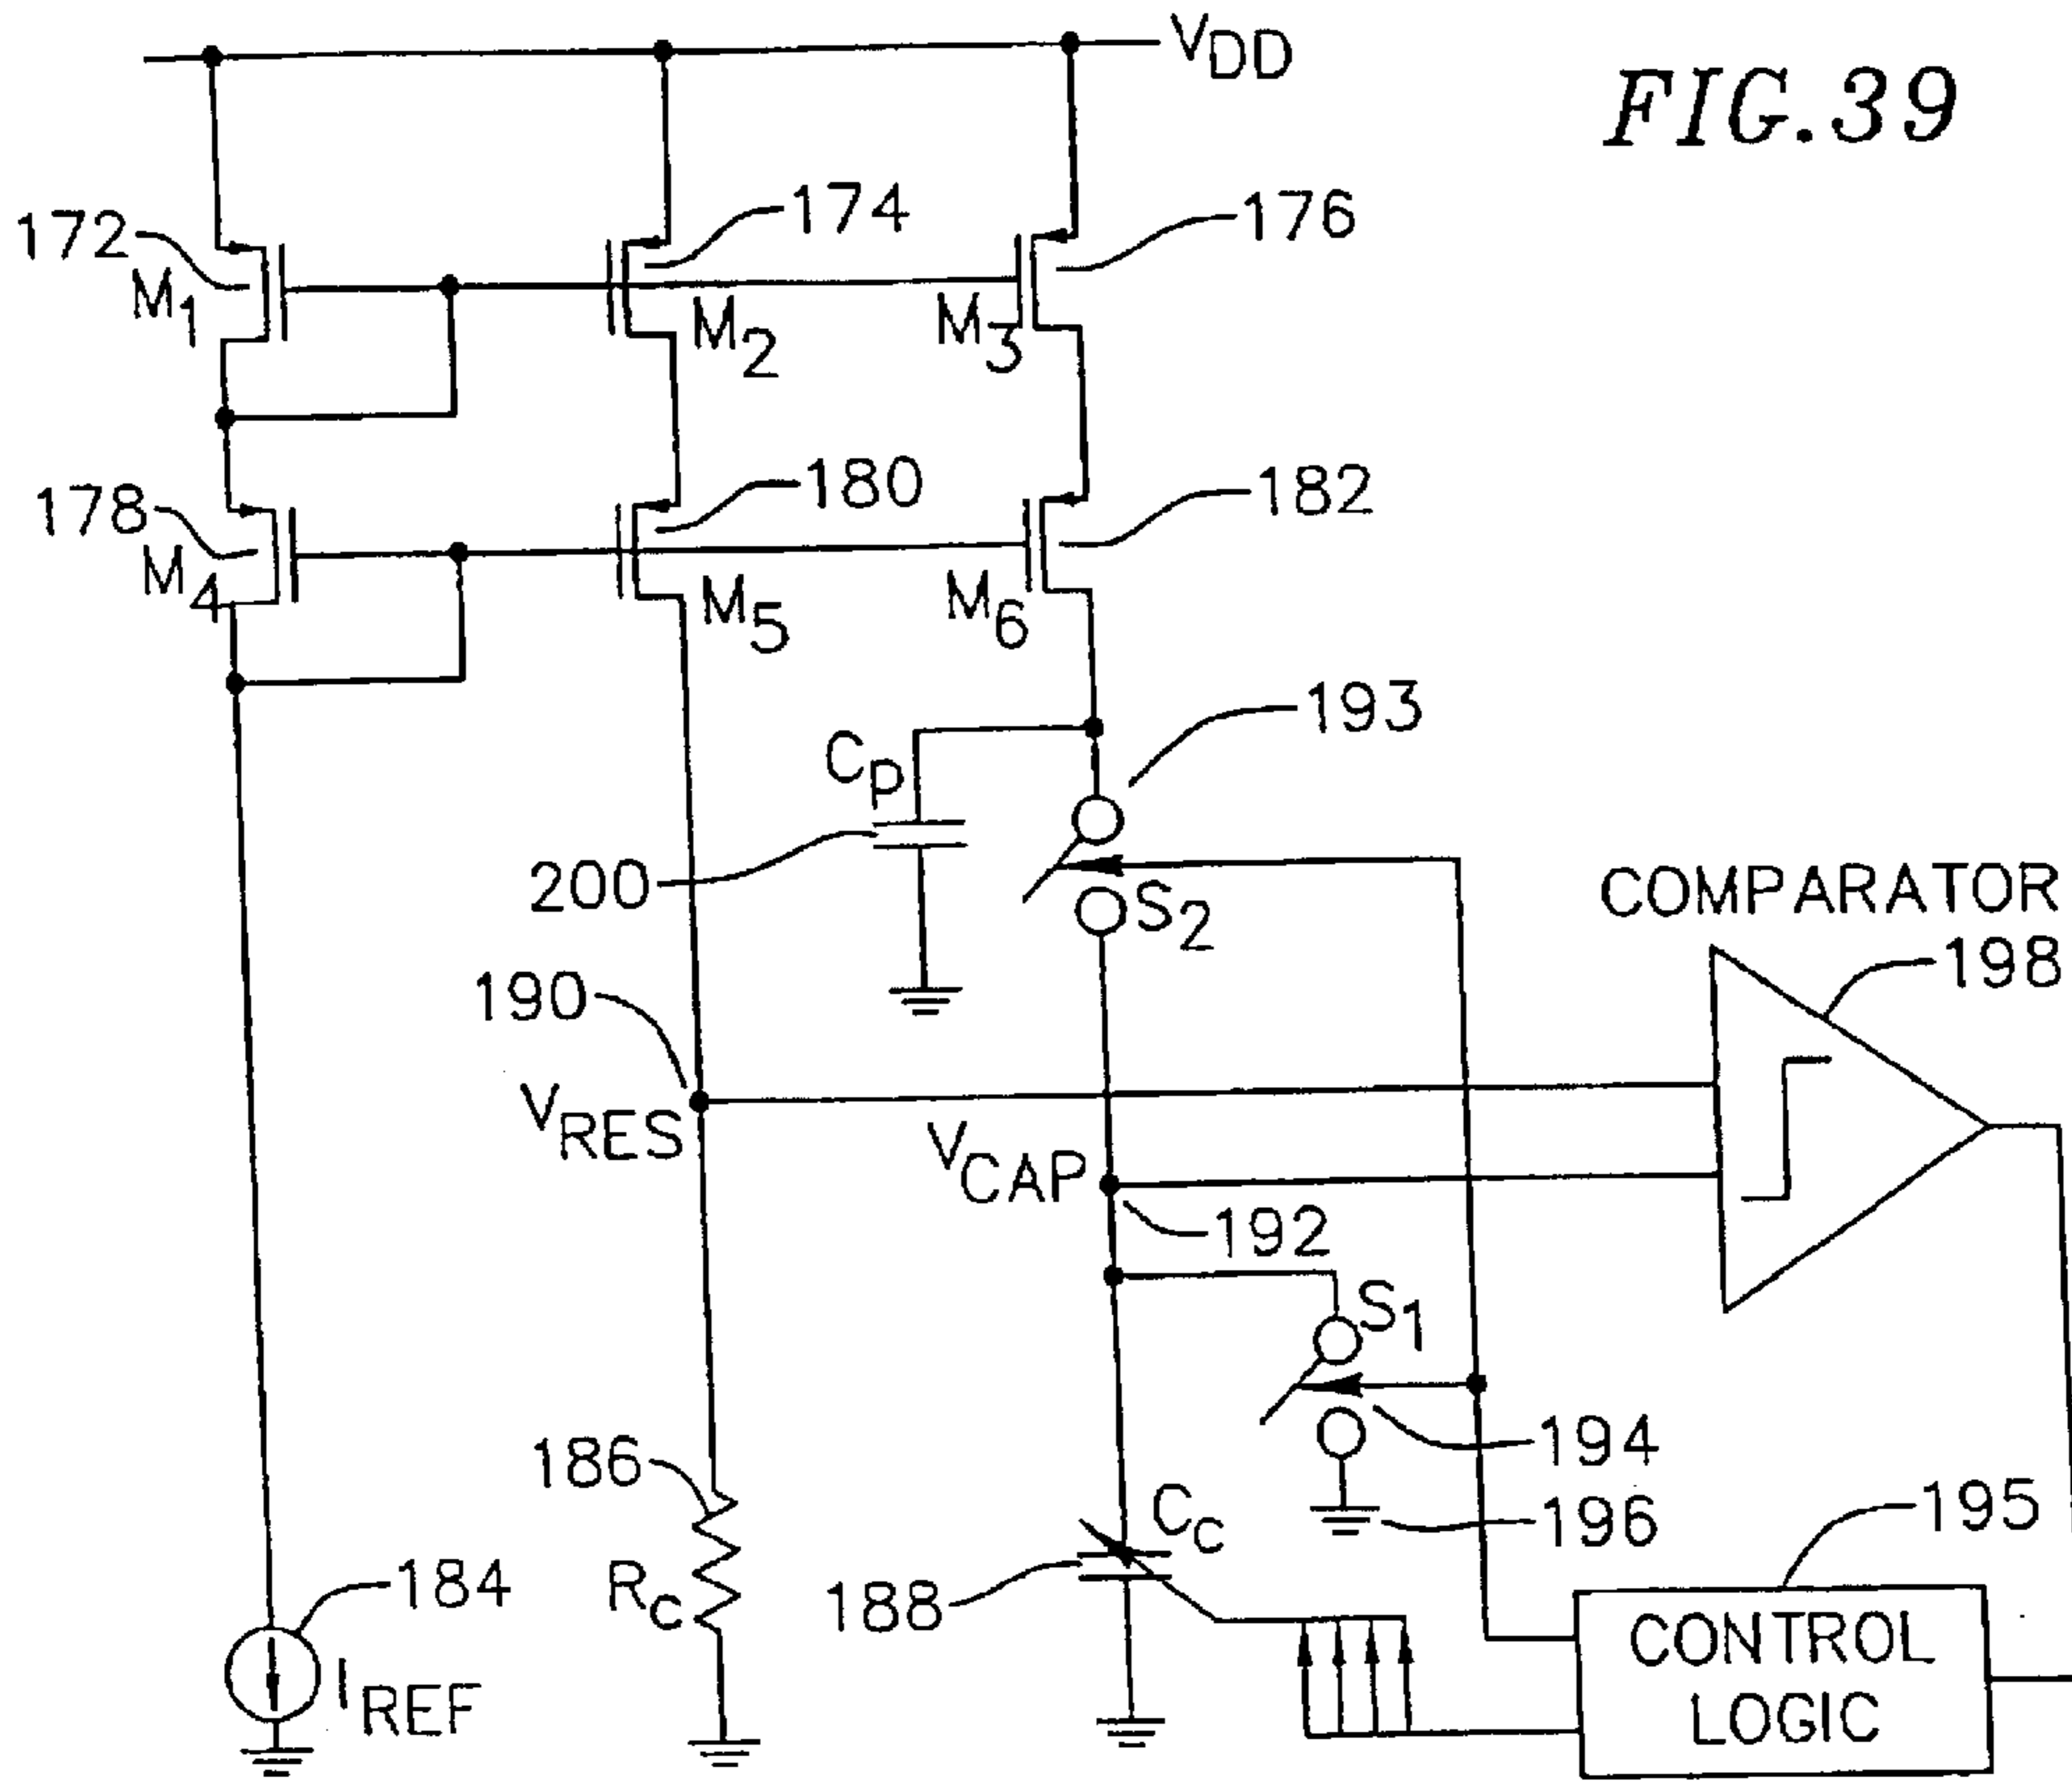 V_DD
FIG. 39
172
M1
174
M2
176
M3
178
M4
180
M5
182
M6
193
CP
200
S2
COMPARATOR
198
190
VRES
VCAP
192
S1
194
196
195
186
RC
CC
188
184
IREF
CONTROL
LOGIC